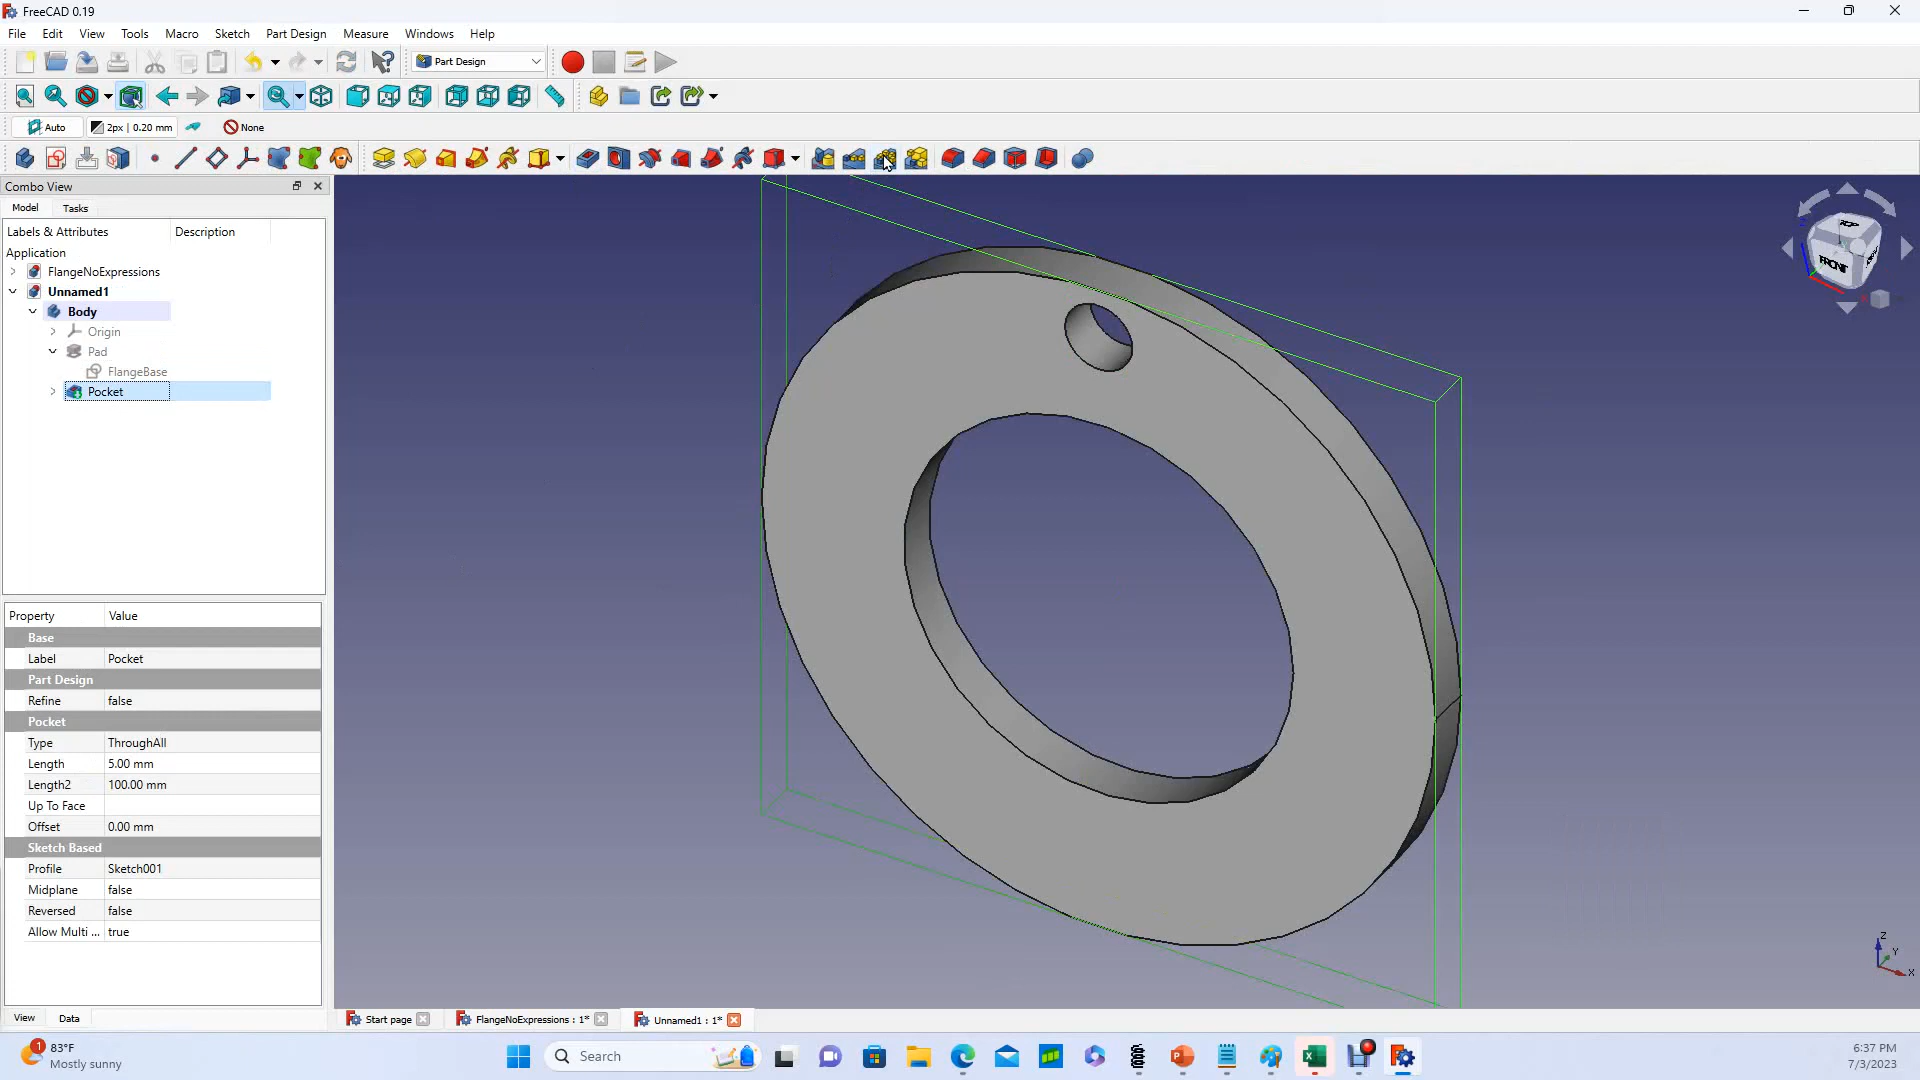 FreeCAD 0.19
File Edit View Tools Macro Sketch Part Design Measure Windows Help
Part Design
Auto 2px | 0.20 mm None
Combo View
Model Tasks
Labels & Attributes Description
Application
FlangeNoExpressions
Unnamed1
Body
Origin
Pad
FlangeBase
Pocket
Property Value
Base
Label Pocket
Part Design
Refine false
Pocket
Type ThroughAll
Length 5.00 mm
Length2 100.00 mm
Up To Face
Offset 0.00 mm
Sketch Based
Profile Sketch001
Midplane false
Reversed false
Allow Multi ... true
View Data
TOP
FRONT
Z
Y
X
Start page FlangeNoExpressions : 1* Unnamed1 : 1*
1
83°F
Mostly sunny
Search
6:37 PM
7/3/2023